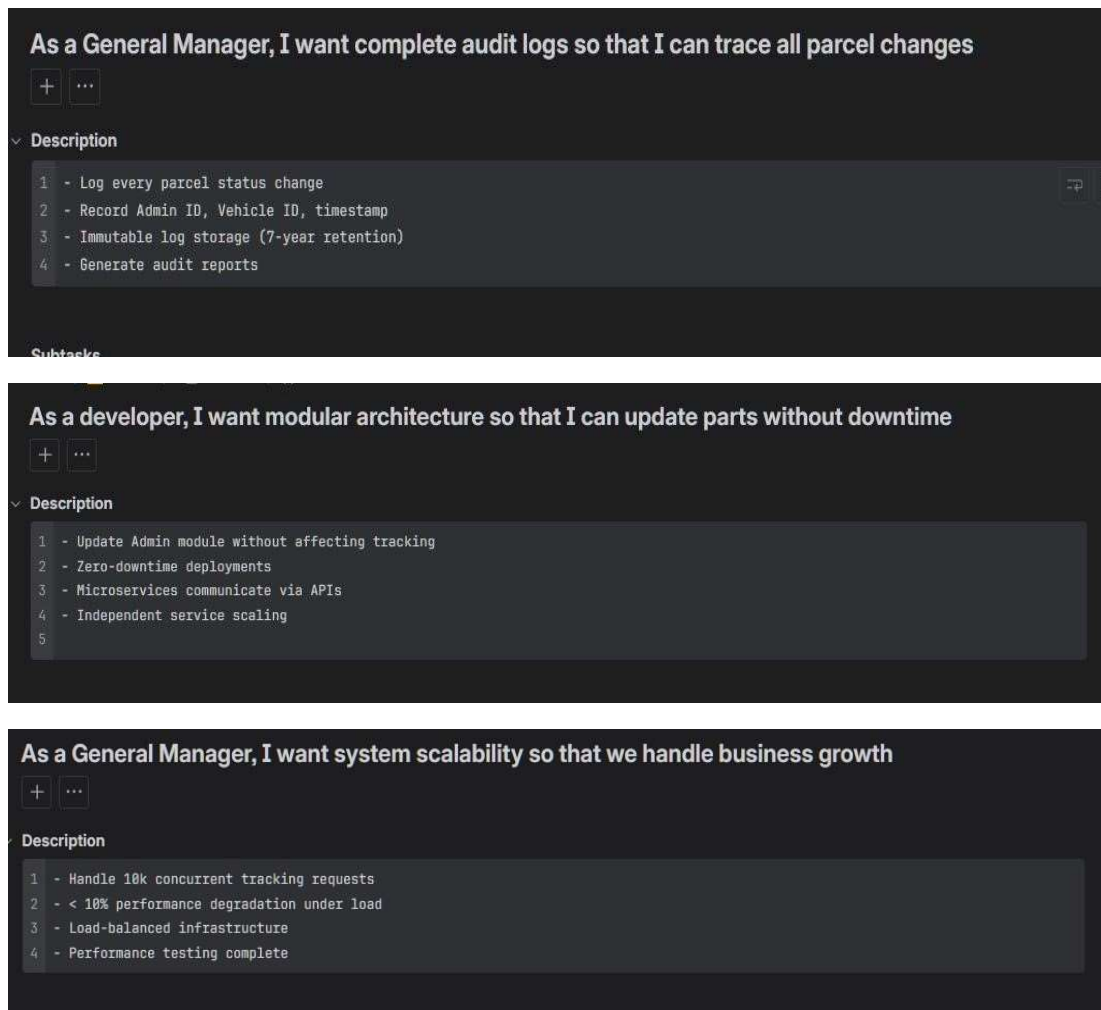 As a General Manager, I want complete audit logs so that I can trace all parcel changes
Description
1 - Log every parcel status change
2 - Record Admin ID, Vehicle ID, timestamp
3 - Immutable log storage (7-year retention)
4 - Generate audit reports
Subtasks
As a developer, I want modular architecture so that I can update parts without downtime
Description
1 - Update Admin module without affecting tracking
2 - Zero-downtime deployments
3 - Microservices communicate via APIs
4 - Independent service scaling
5
As a General Manager, I want system scalability so that we handle business growth
Description
1 - Handle 10k concurrent tracking requests
2 - < 10% performance degradation under load
3 - Load-balanced infrastructure
4 - Performance testing complete